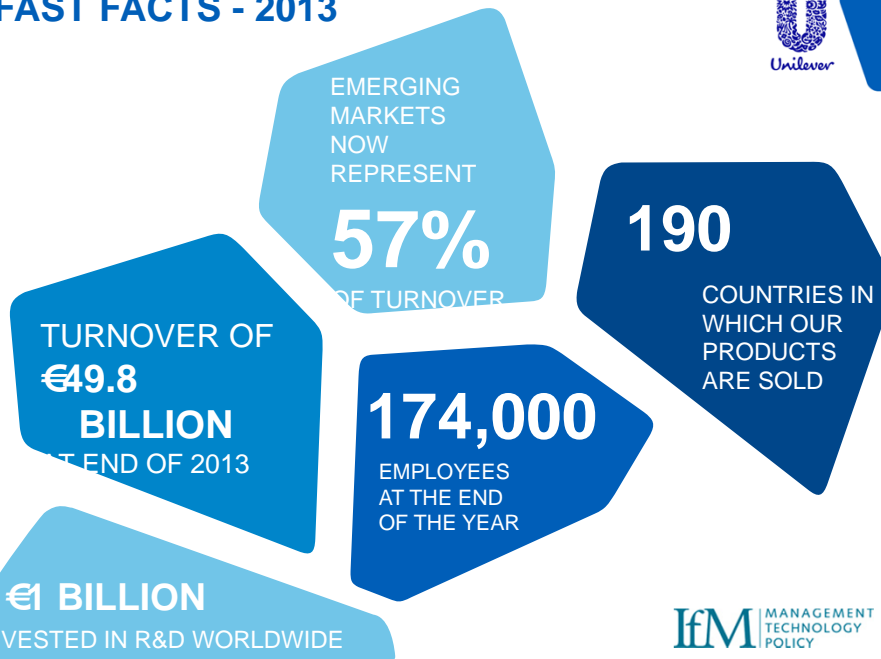 FAST FACTS - 2013
Unilever
EMERGING
MARKETS
NOW
REPRESENT
57%
OF TURNOVER
190
COUNTRIES IN
WHICH OUR
PRODUCTS
ARE SOLD
TURNOVER OF
€49.8
BILLION
AT END OF 2013
174,000
EMPLOYEES
AT THE END
OF THE YEAR
€1 BILLION
VESTED IN R&D WORLDWIDE
IfM MANAGEMENT
TECHNOLOGY
POLICY